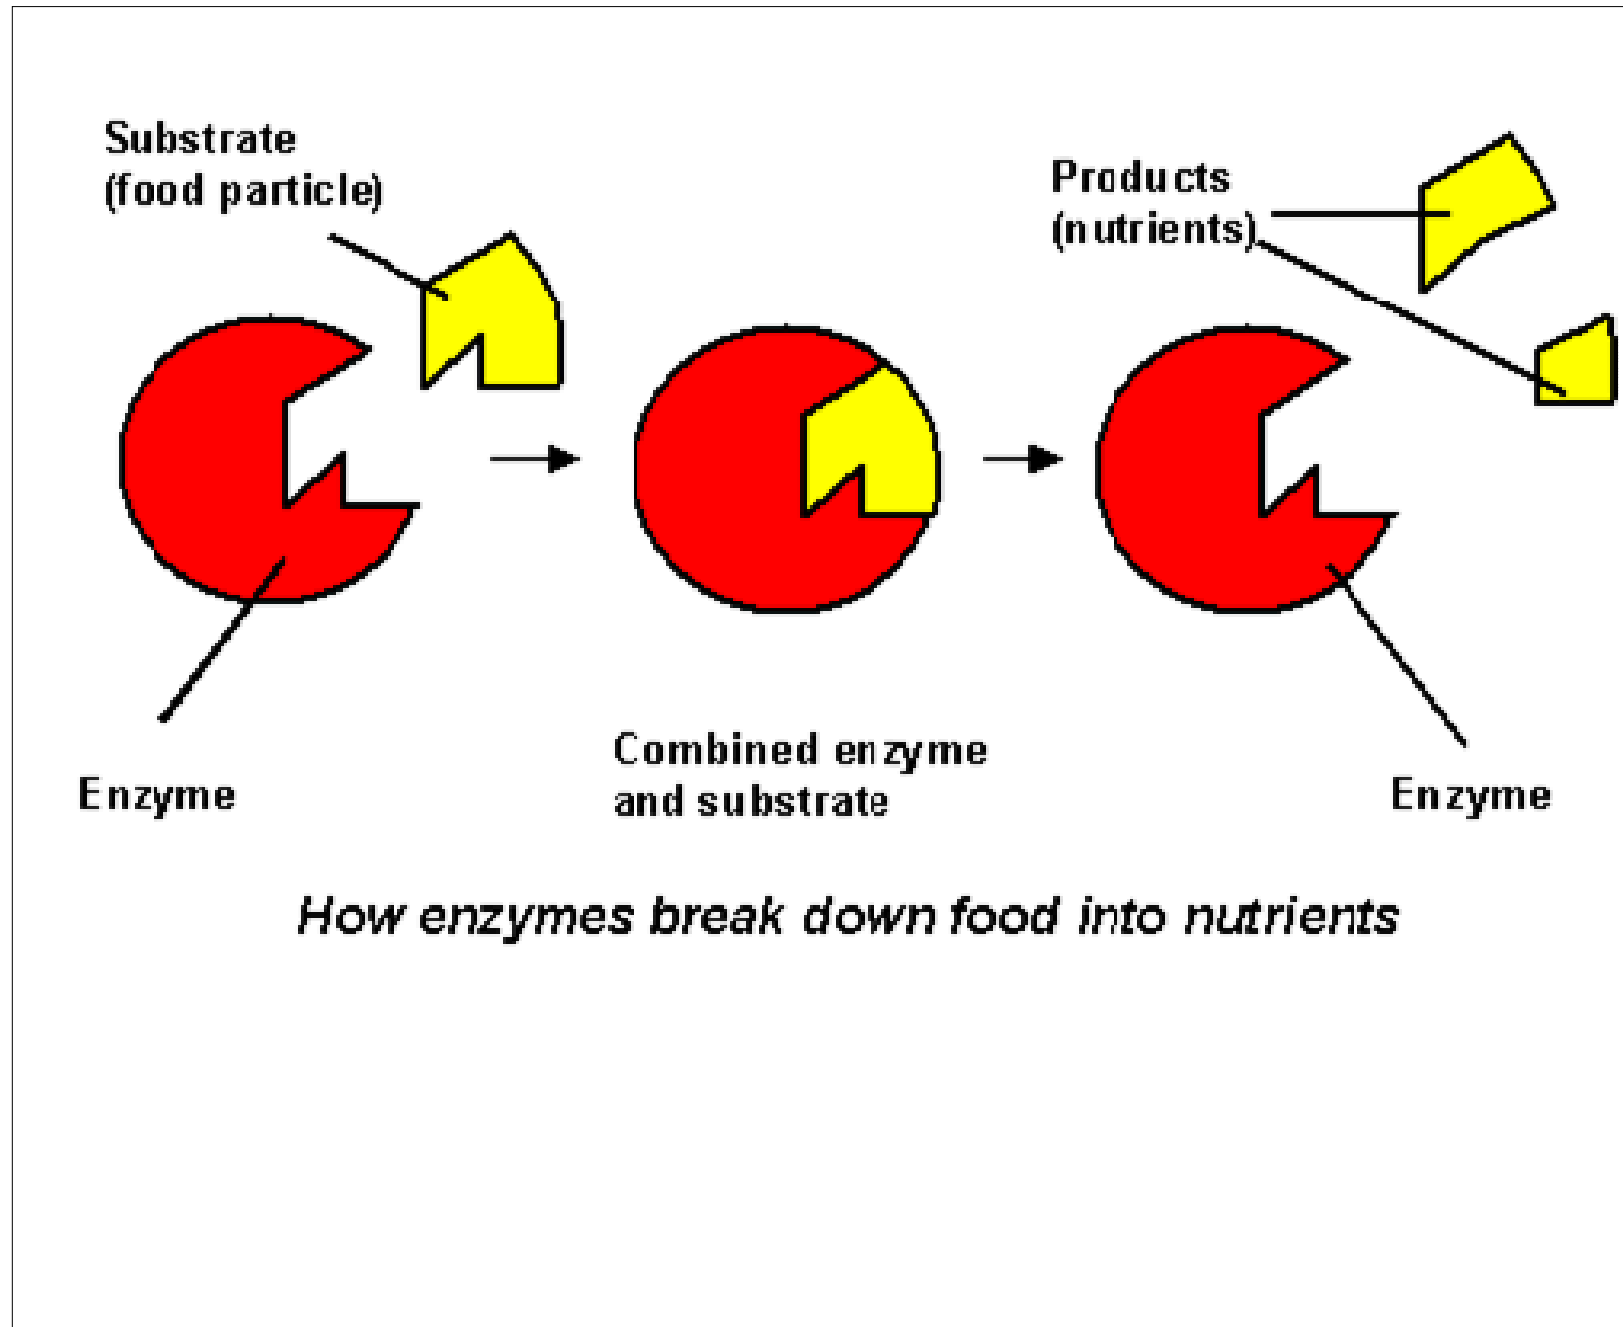 Substrate
(food particle)
Products
(nutrients)
Enzyme
Combined enzyme
and substrate
Enzyme
How enzymes break down food into nutrients